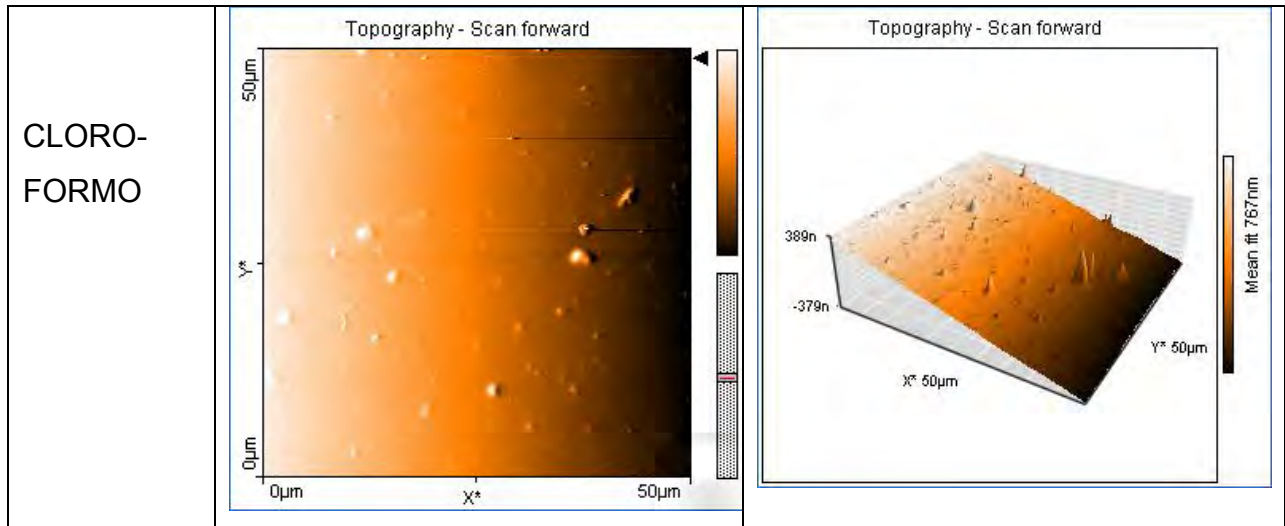 CLORO-
FORMO
Topography - Scan forward
50µm
Y*
0µm
0µm
X*
50µm
Topography - Scan forward
389n
-379n
X* 50µm
Y* 50µm
Mean fit 767nm